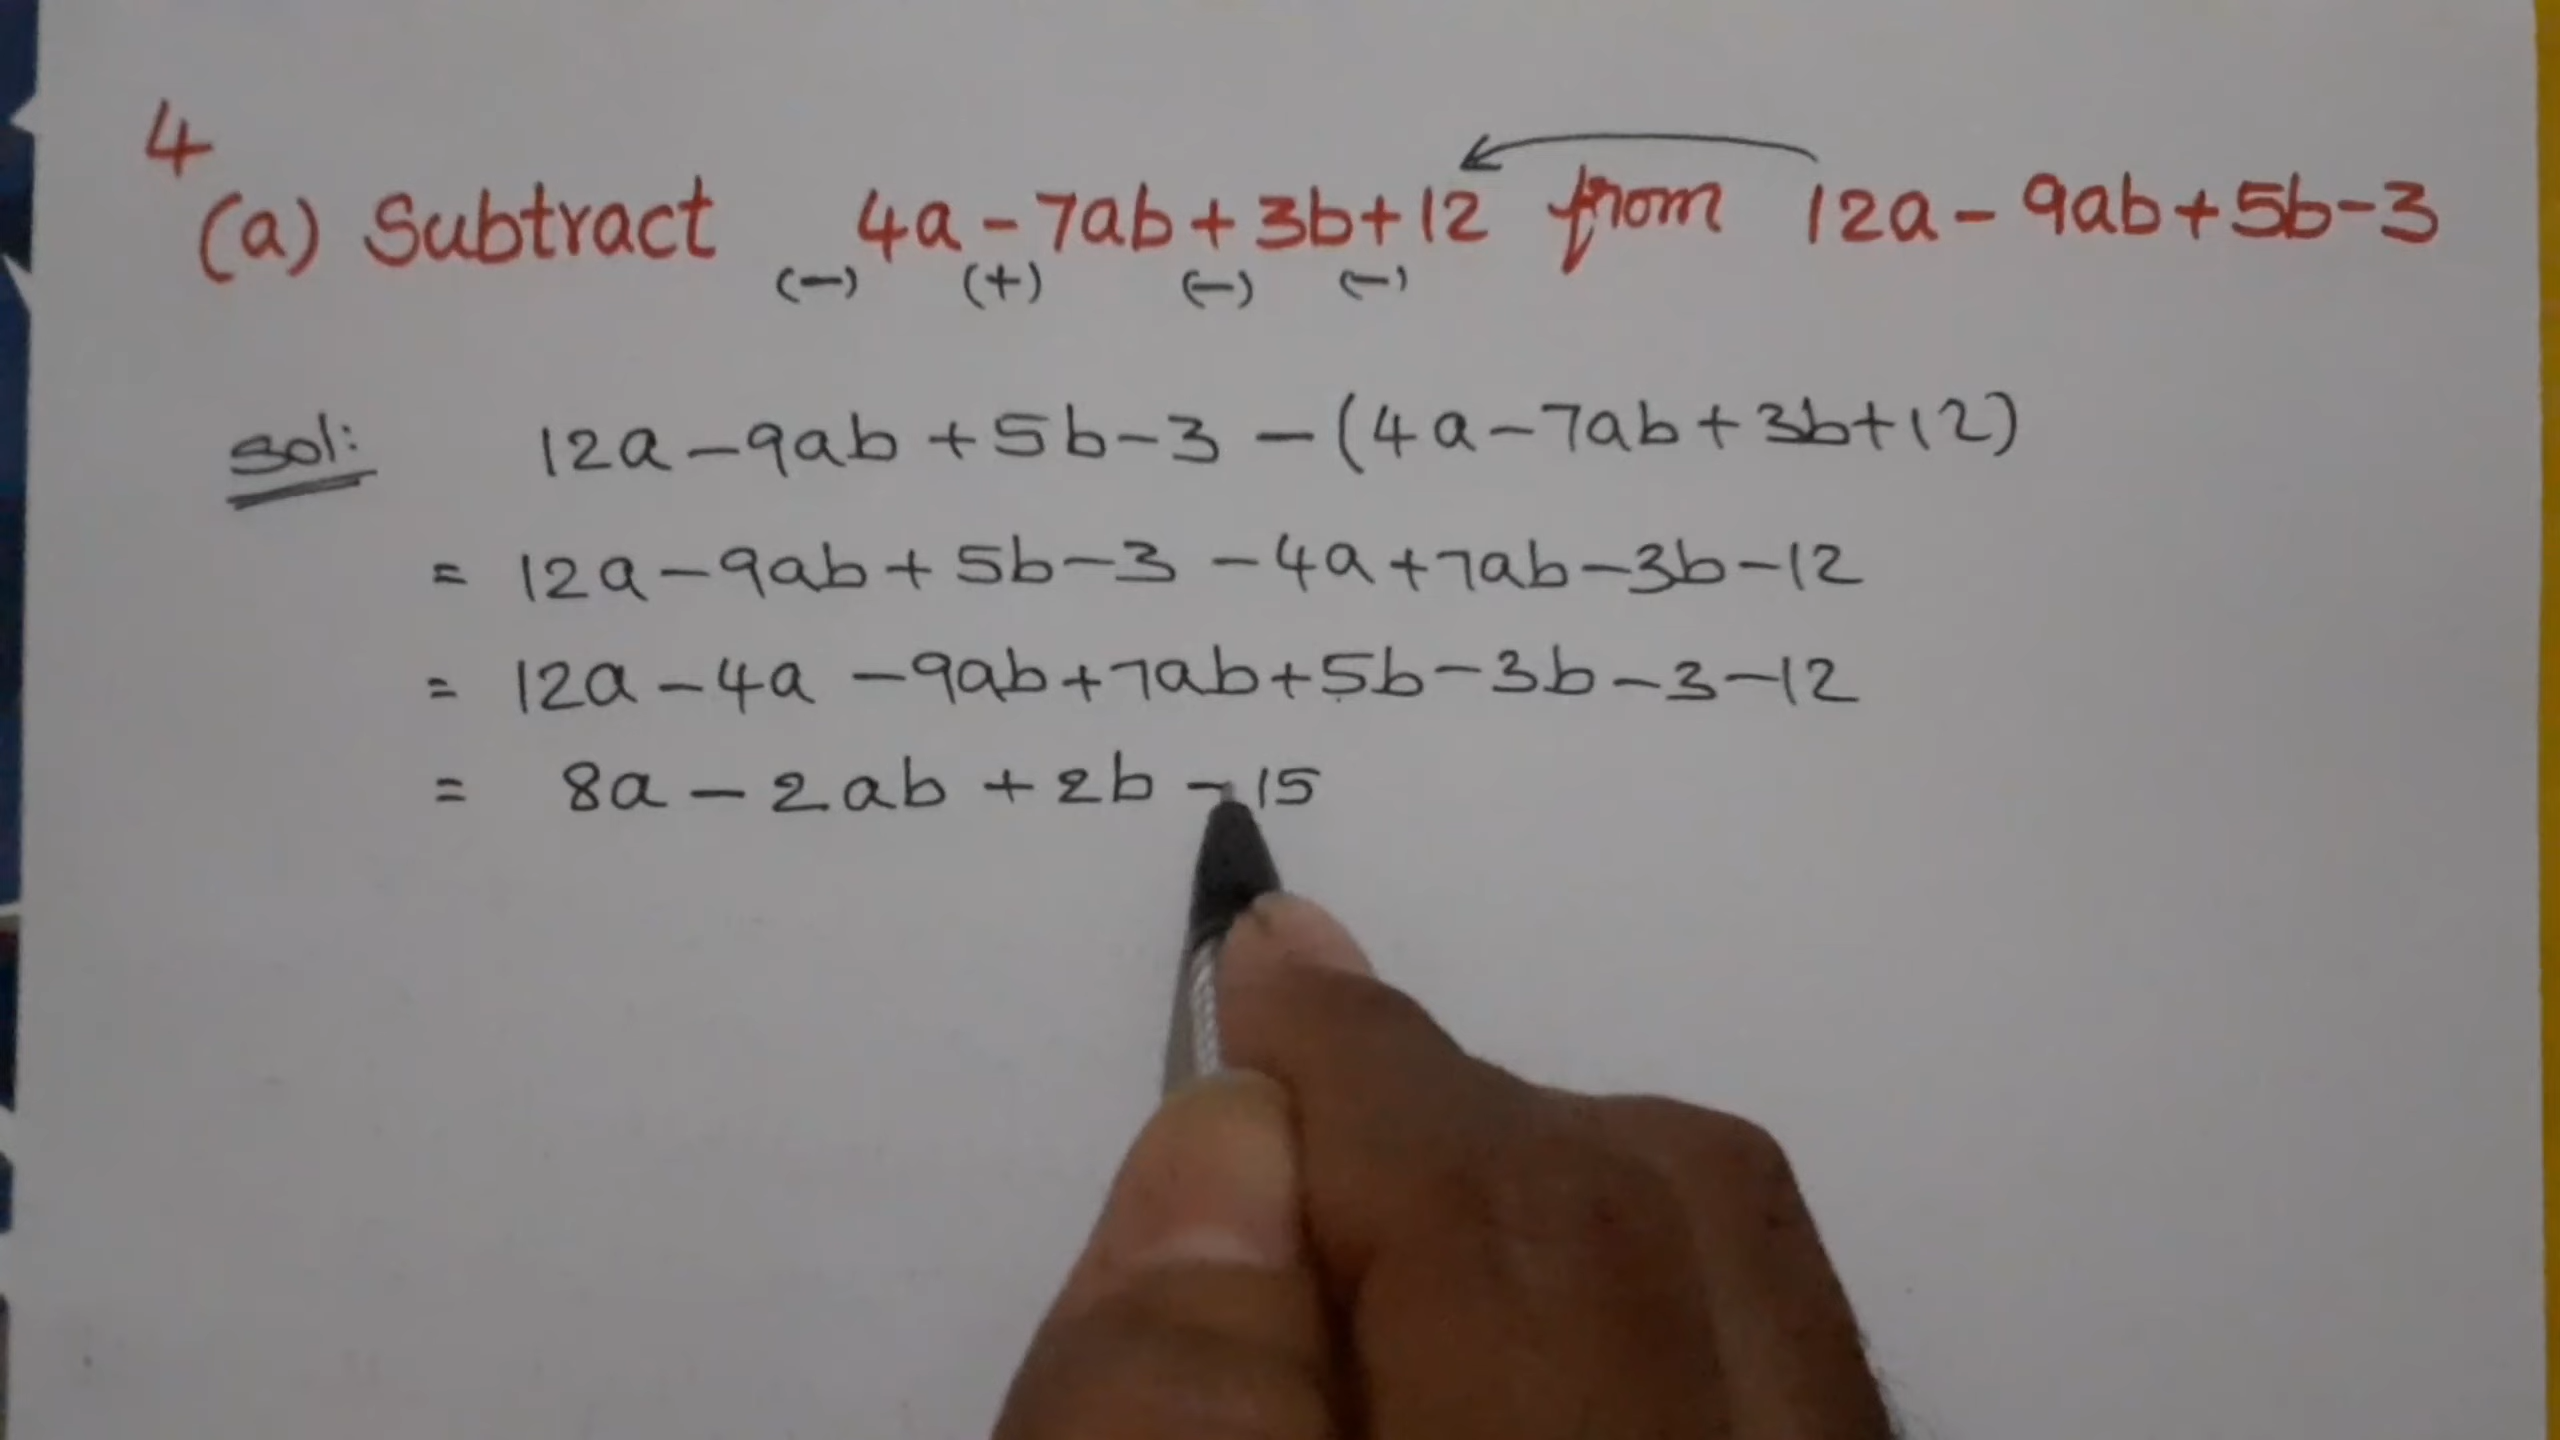 4
(a) Subtract 4a - 7ab + 3b + 12 from 12a - 9ab + 5b - 3
(-) (+) (-) (-)
Sol: 12a - 9ab + 5b - 3 - (4a - 7ab + 3b + 12)
= 12a - 9ab + 5b - 3 - 4a + 7ab - 3b - 12
= 12a - 4a - 9ab + 7ab + 5b - 3b - 3 - 12
= 8a - 2ab + 2b - 15